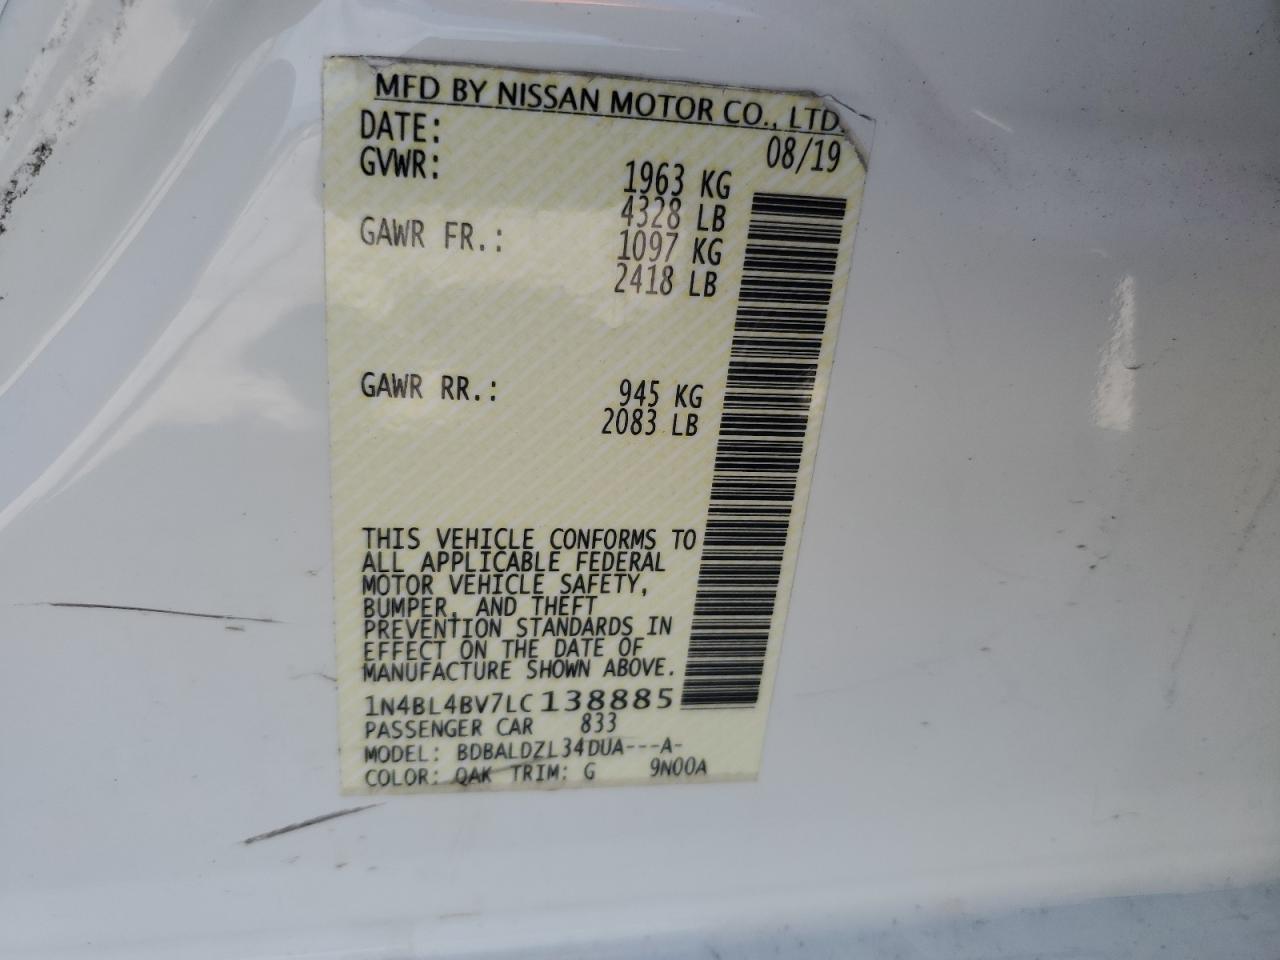 MFD BY NISSAN MOTOR CO., LTD.
DATE: 08/19
GVWR: 1963 KG
4328 LB
GAWR FR.: 1097 KG
2418 LB
GAWR RR.: 945 KG
2083 LB
THIS VEHICLE CONFORMS TO
ALL APPLICABLE FEDERAL
MOTOR VEHICLE SAFETY,
BUMPER, AND THEFT
PREVENTION STANDARDS IN
EFFECT ON THE DATE OF
MANUFACTURE SHOWN ABOVE.
1N4BL4BV7LC138885
PASSENGER CAR 833
MODEL: BDBALDZL34DUA---A-
COLOR: QAK TRIM: G 9N00A